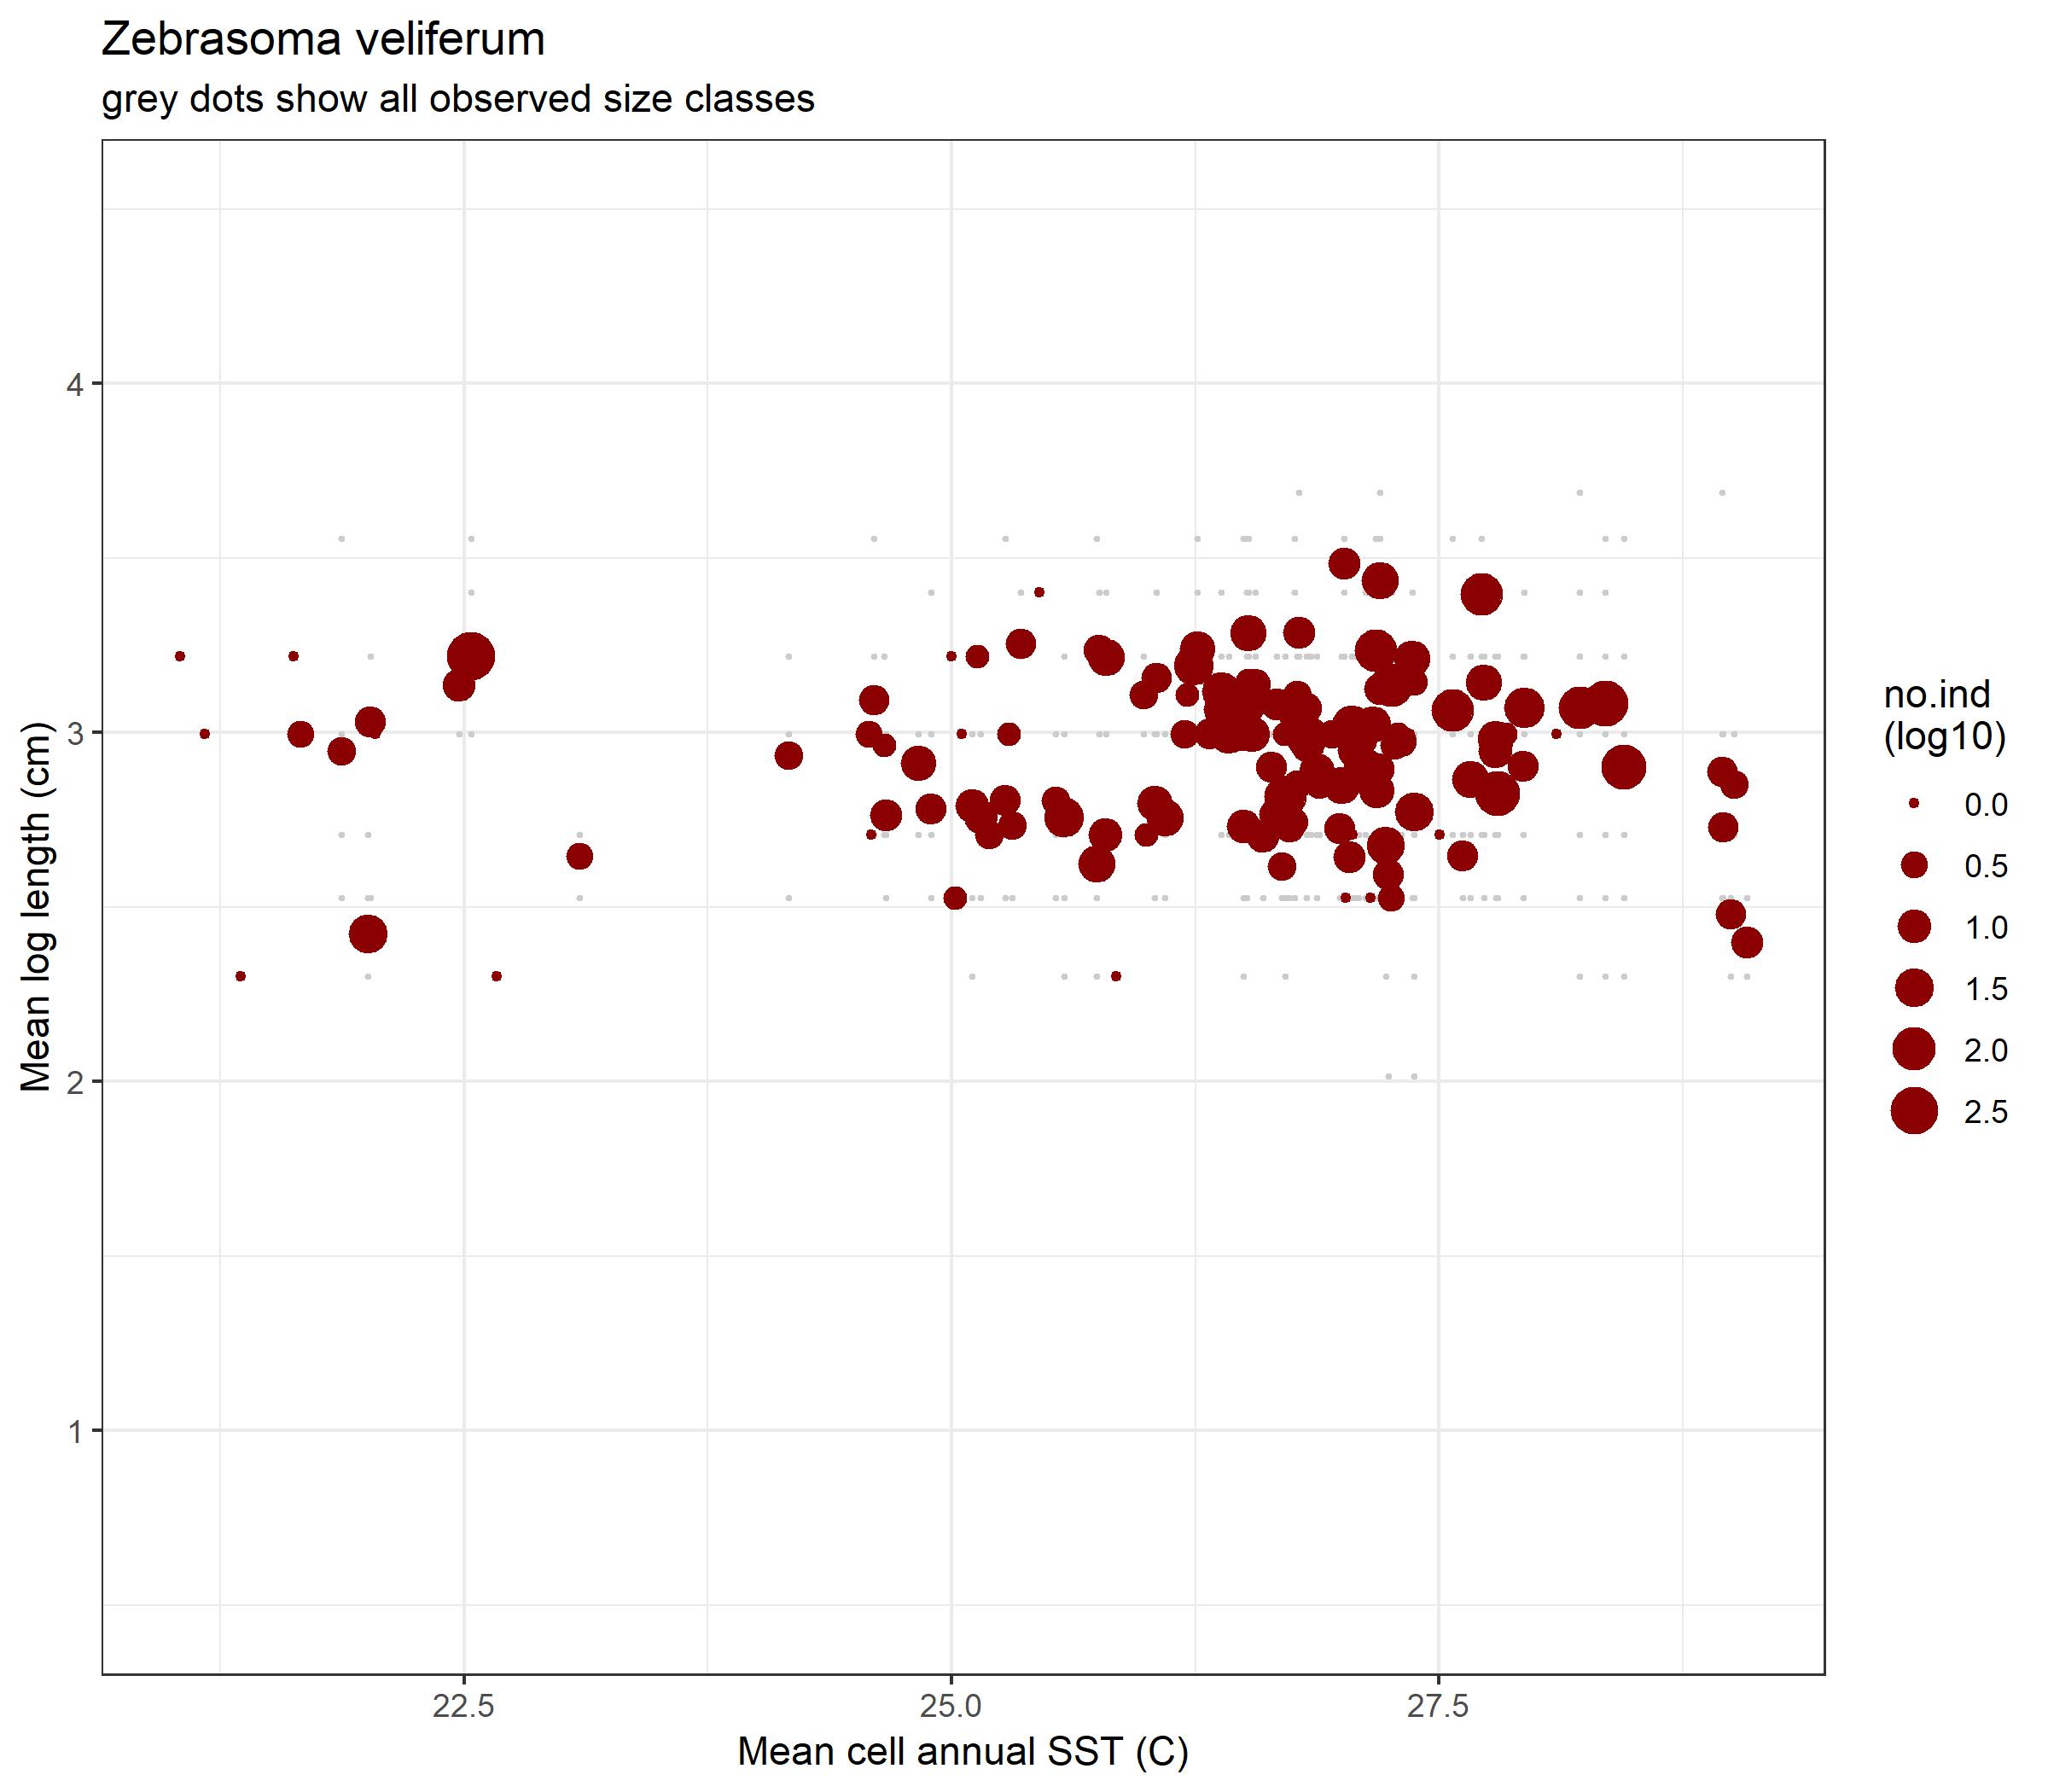 Zebrasoma veliferum
grey dots show all observed size classes
Mean log length (cm)
4
3
2
1
22.5
25.0
27.5
Mean cell annual SST (C)
no.ind
(log10)
0.0
0.5
1.0
1.5
2.0
2.5